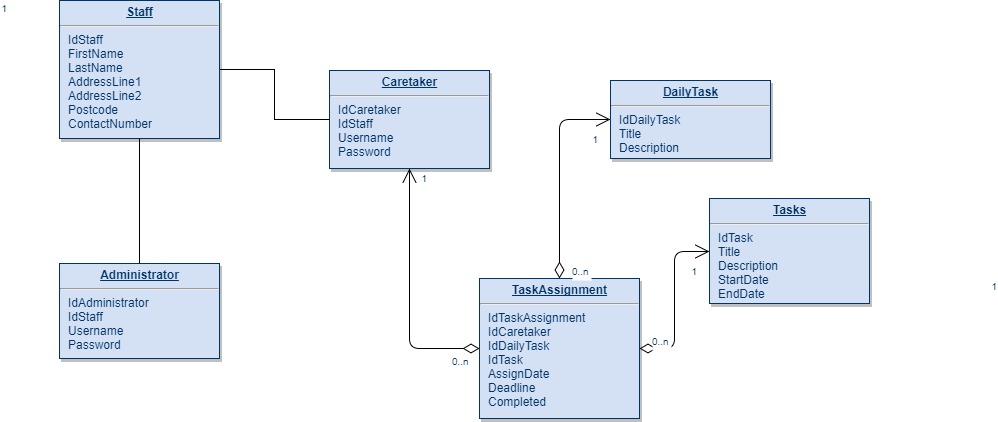 1
Staff
IdStaff
FirstName
LastName
AddressLine1
AddressLine2
Postcode
ContactNumber
Caretaker
IdCaretaker
IdStaff
Username
Password
1
DailyTask
IdDailyTask
Title
Description
1
Tasks
IdTask
Title
Description
StartDate
EndDate
1
1
Administrator
IdAdministrator
IdStaff
Username
Password
0..n
TaskAssignment
IdTaskAssignment
IdCaretaker
IdDailyTask
IdTask
AssignDate
Deadline
Completed
0..n
0..n